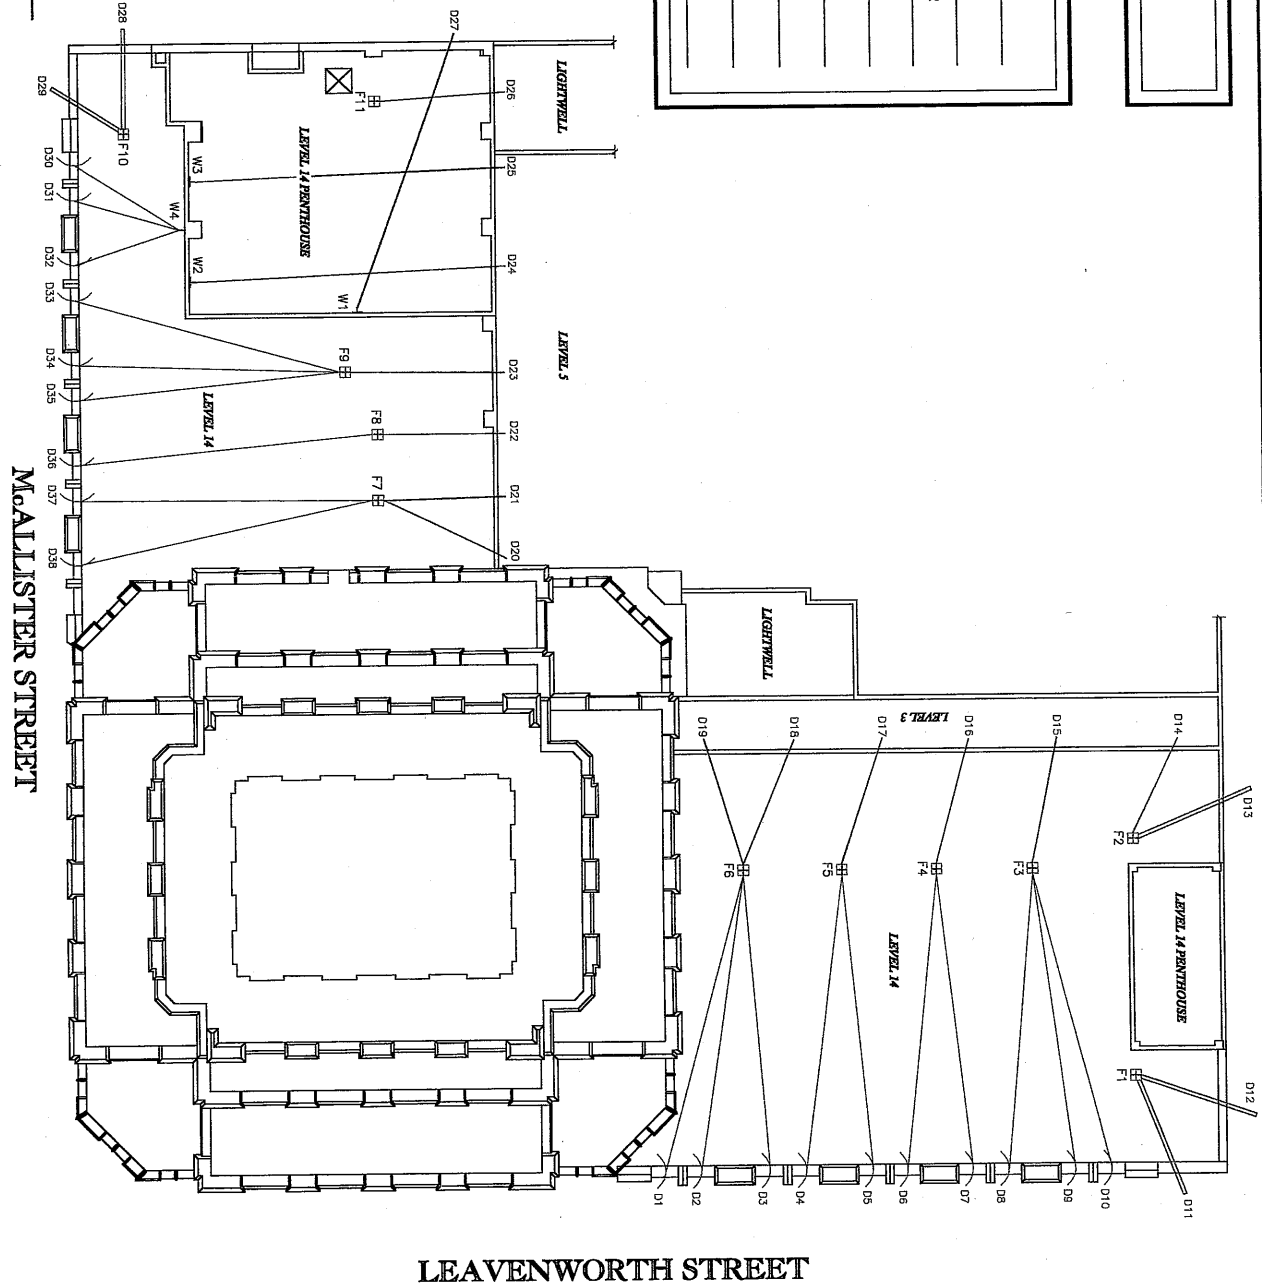 D28
D27
D29
D26
LIGHTWELL
F11
F10
LEVEL 14 PENTHOUSE
D30
D31
W3
D25
W4
D32
W2
D24
D33
W1
LEVEL 5
D34
F9
D23
D35
LEVEL 14
F8
D22
D36
D37
F7
D21
D38
D20
McALLISTER STREET
LIGHTWELL
LEVEL 3
D19
D18
D17
D16
D15
D14
D13
F2
F6
F5
F4
F3
LEVEL 14
LEVEL 14 PENTHOUSE
F1
D12
D1
D2
D3
D4
D5
D6
D7
D8
D9
D10
D11
LEAVENWORTH STREET